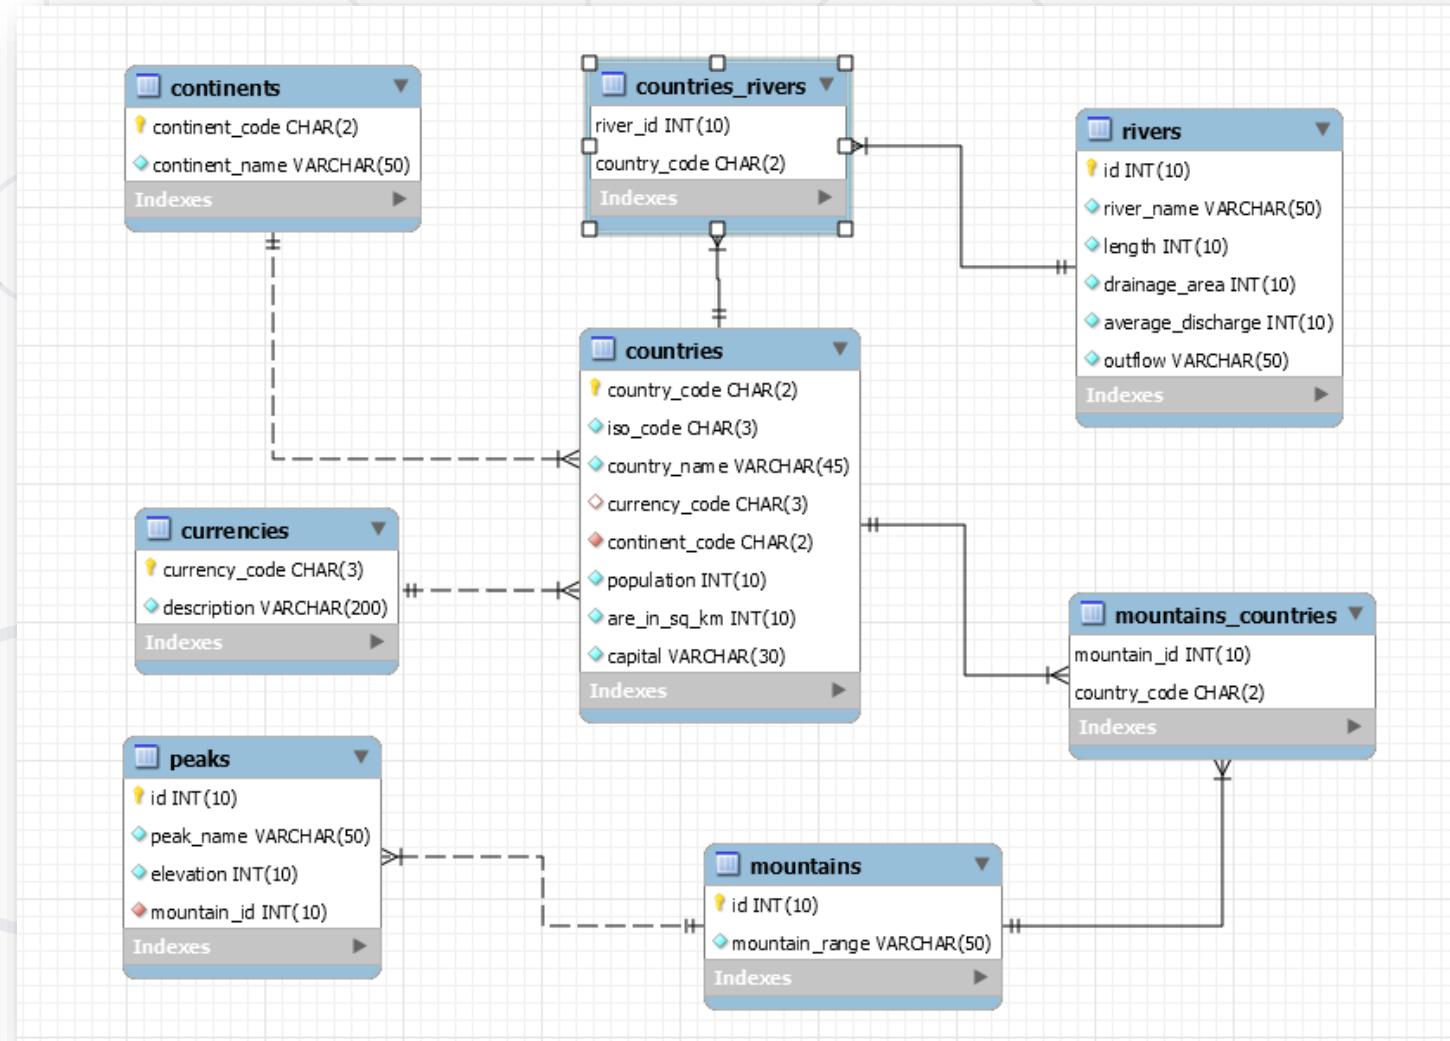 continents
continent_code CHAR(2)
continent_name VARCHAR(50)
Indexes
countries_rivers
river_id INT(10)
country_code CHAR(2)
Indexes
rivers
id INT(10)
river_name VARCHAR(50)
length INT(10)
drainage_area INT(10)
average_discharge INT(10)
outflow VARCHAR(50)
Indexes
countries
country_code CHAR(2)
iso_code CHAR(3)
country_name VARCHAR(45)
currency_code CHAR(3)
continent_code CHAR(2)
population INT(10)
are_in_sq_km INT(10)
capital VARCHAR(30)
Indexes
currencies
currency_code CHAR(3)
description VARCHAR(200)
Indexes
mountains_countries
mountain_id INT(10)
country_code CHAR(2)
Indexes
peaks
id INT(10)
peak_name VARCHAR(50)
elevation INT(10)
mountain_id INT(10)
Indexes
mountains
id INT(10)
mountain_range VARCHAR(50)
Indexes